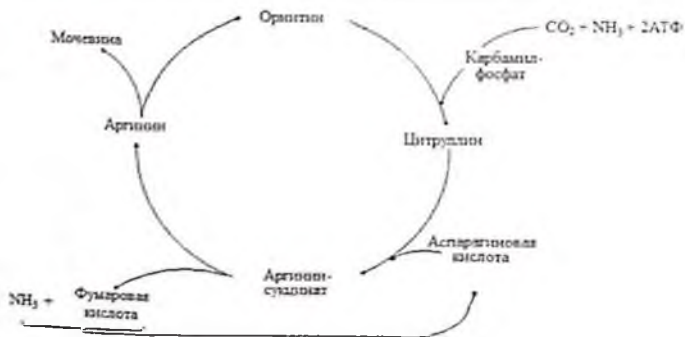 Орнитин
CO₂ + NH₃ + 2АТФ
Мочевина
Карбамил-
фосфат
Аргинин
Цитруллин
Аспарагиновая
кислота
Аргинин-
сукцинат
NH₃ +
Фумаровая
кислота